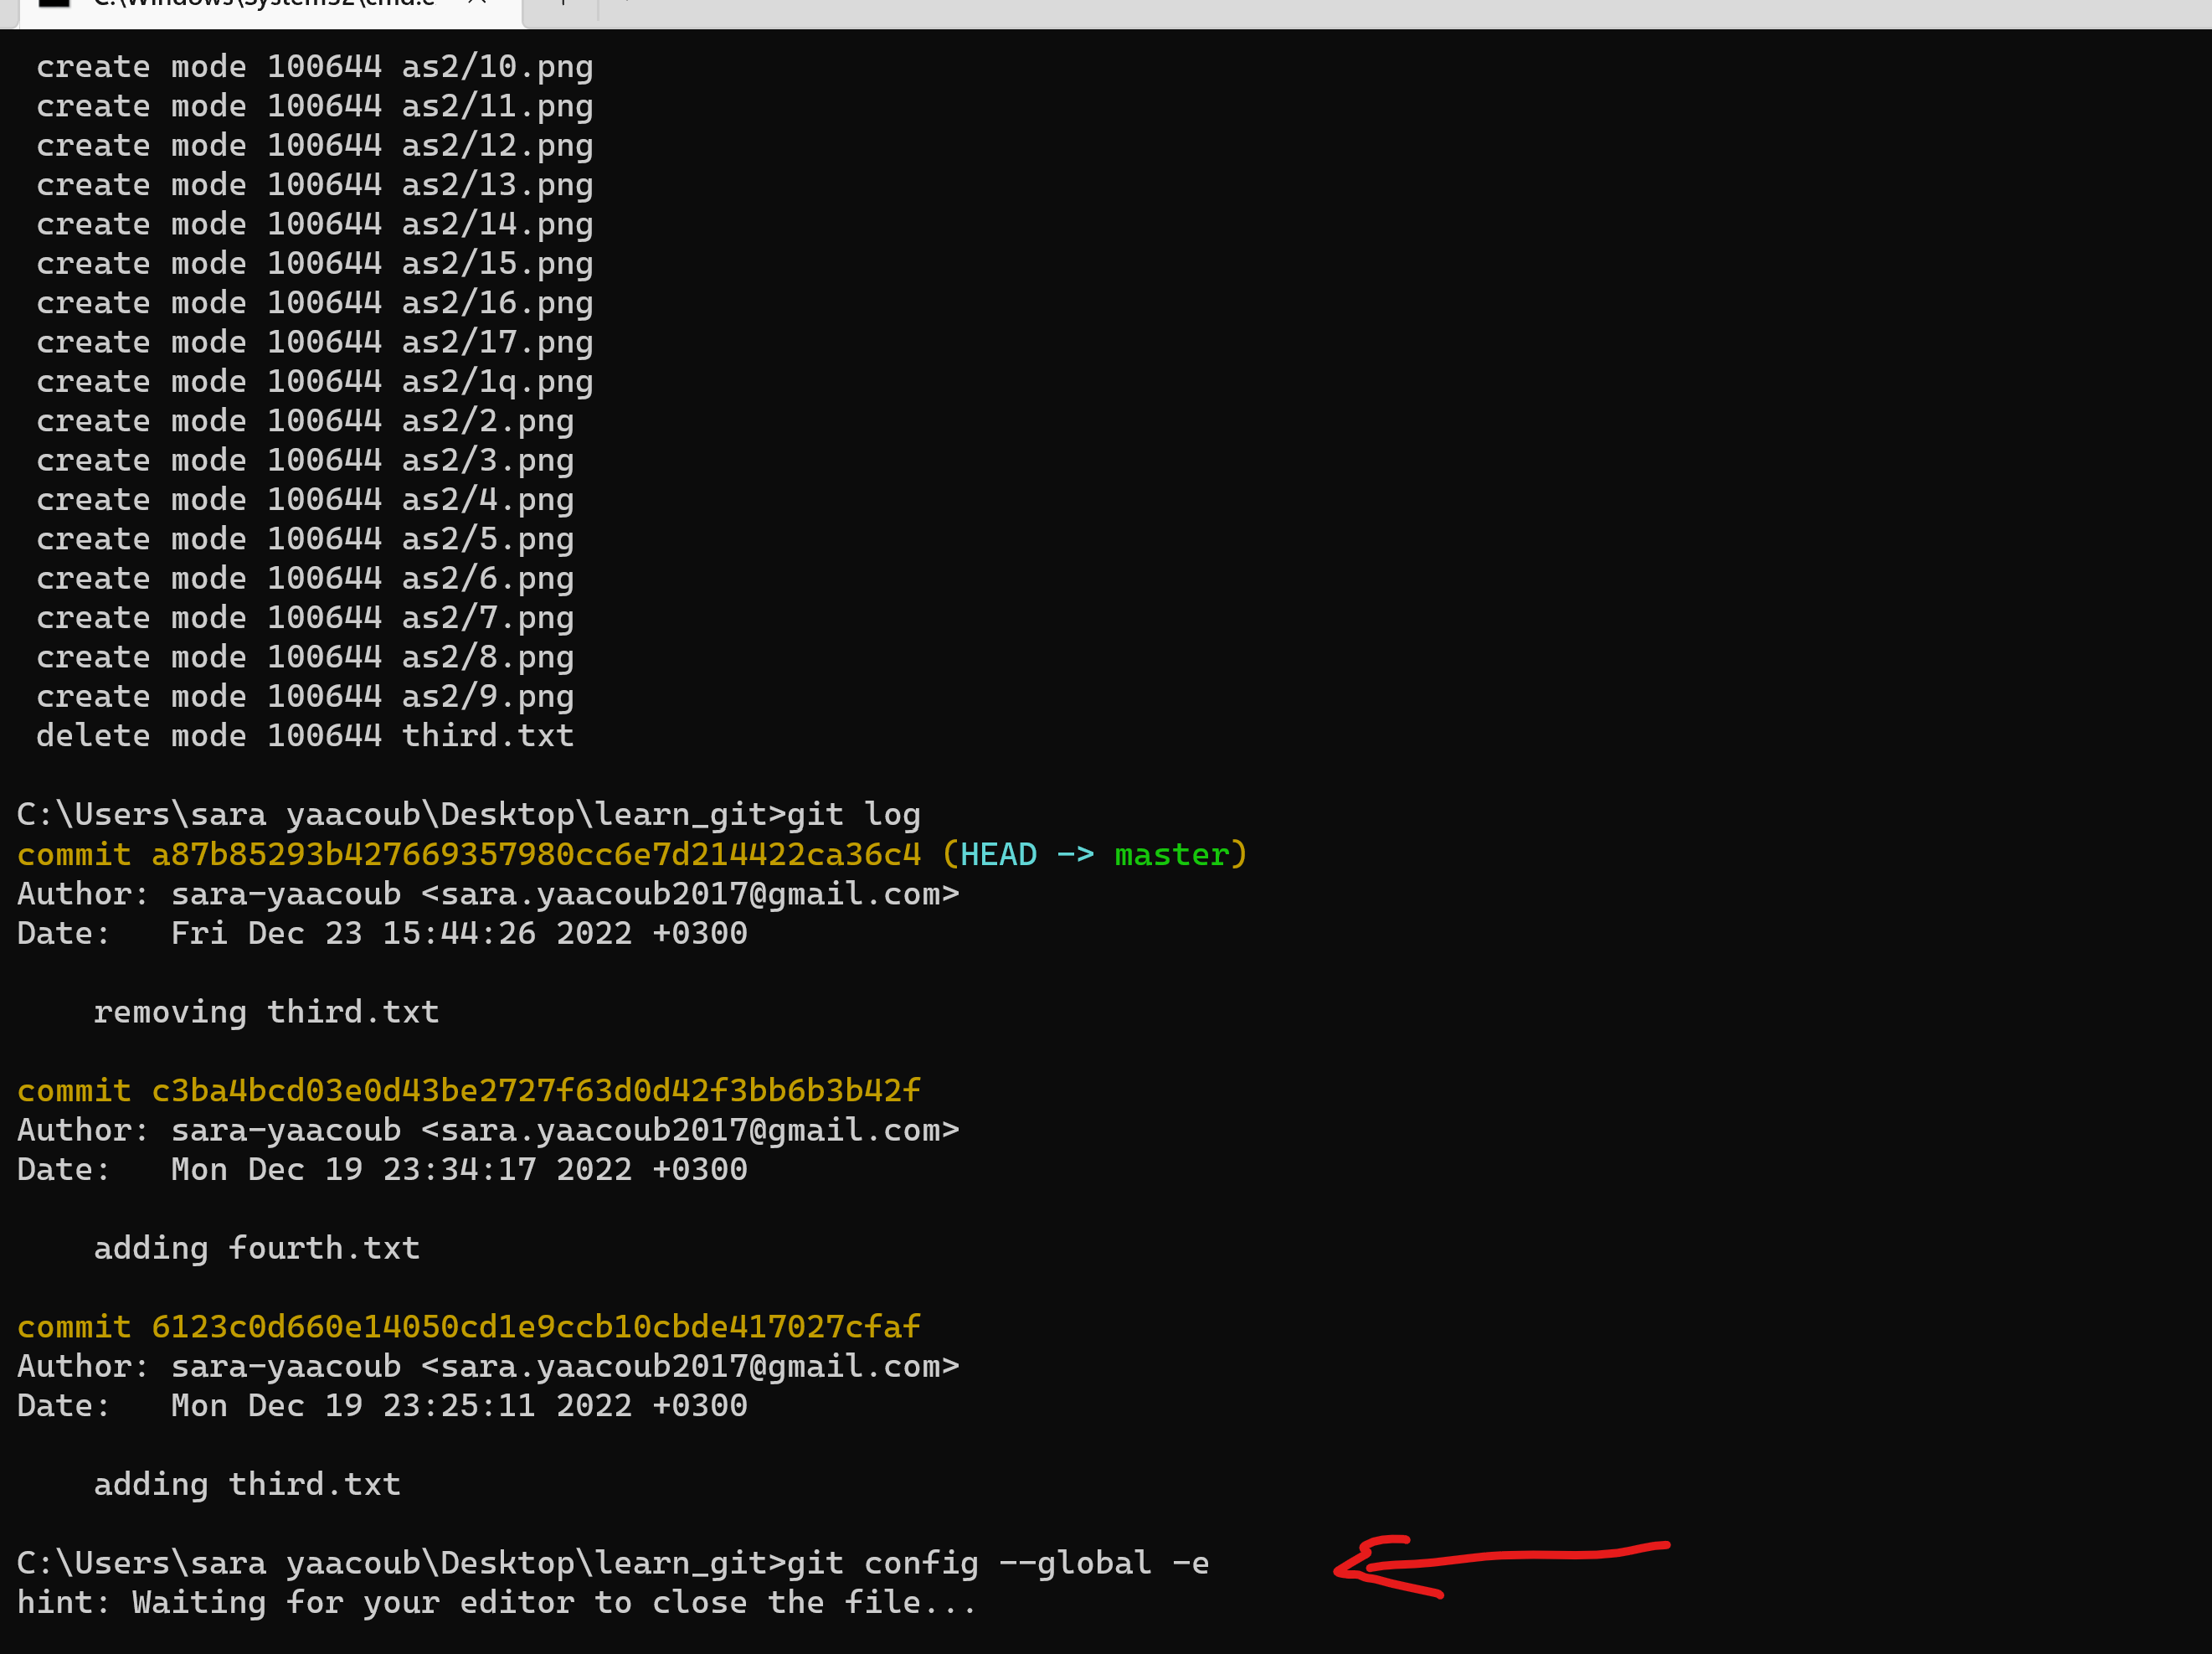 C:\Windows\System32\cmd.e
create mode 100644 as2/10.png
create mode 100644 as2/11.png
create mode 100644 as2/12.png
create mode 100644 as2/13.png
create mode 100644 as2/14.png
create mode 100644 as2/15.png
create mode 100644 as2/16.png
create mode 100644 as2/17.png
create mode 100644 as2/1q.png
create mode 100644 as2/2.png
create mode 100644 as2/3.png
create mode 100644 as2/4.png
create mode 100644 as2/5.png
create mode 100644 as2/6.png
create mode 100644 as2/7.png
create mode 100644 as2/8.png
create mode 100644 as2/9.png
delete mode 100644 third.txt
C:\Users\sara yaacoub\Desktop\learn_git>git log
commit a87b85293b427669357980cc6e7d214422ca36c4 (HEAD -> master)
Author: sara-yaacoub <sara.yaacoub2017@gmail.com>
Date:   Fri Dec 23 15:44:26 2022 +0300
removing third.txt
commit c3ba4bcd03e0d43be2727f63d0d42f3bb6b3b42f
Author: sara-yaacoub <sara.yaacoub2017@gmail.com>
Date:   Mon Dec 19 23:34:17 2022 +0300
adding fourth.txt
commit 6123c0d660e14050cd1e9ccb10cbde417027cfaf
Author: sara-yaacoub <sara.yaacoub2017@gmail.com>
Date:   Mon Dec 19 23:25:11 2022 +0300
adding third.txt
C:\Users\sara yaacoub\Desktop\learn_git>git config --global -e
hint: Waiting for your editor to close the file...